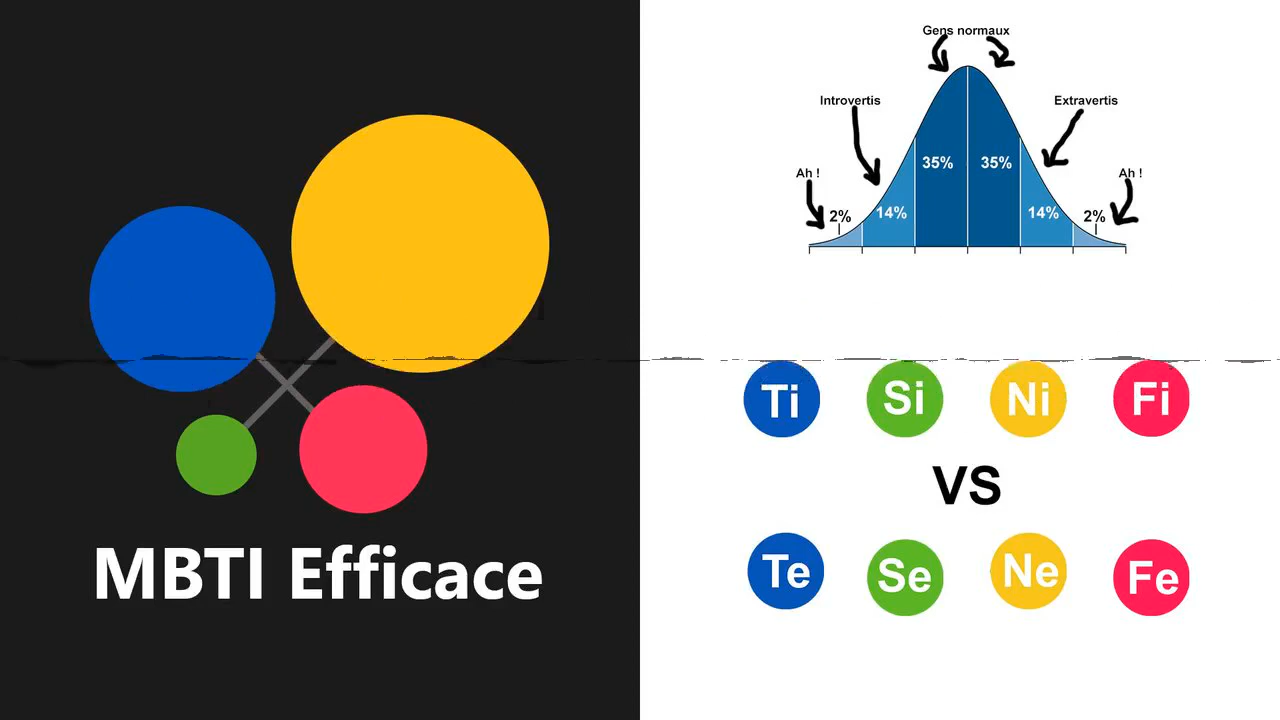 MBTI Efficace
Gens normaux
Introvertis
Extravertis
Ah !
Ah !
35%
35%
14%
14%
2%
2%
Ti Si Ni Fi
VS
Te Se Ne Fe